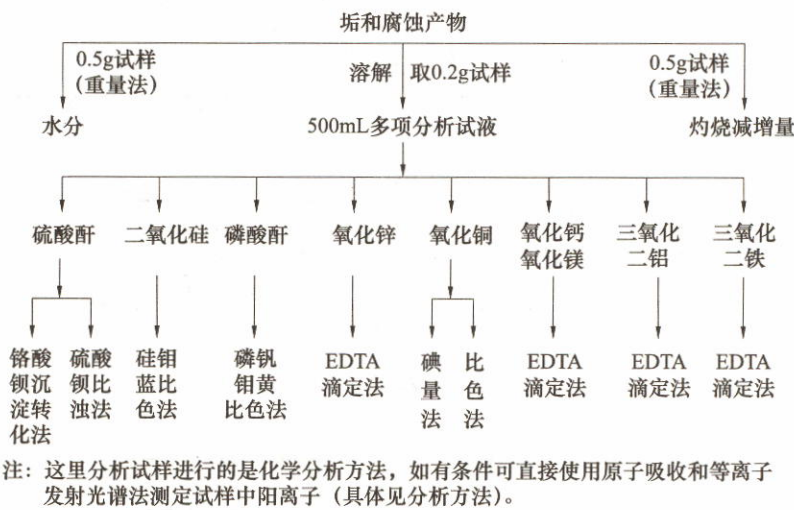 垢和腐蚀产物
0.5g试样
(重量法)
溶解 取0.2g试样
0.5g试样
(重量法)
水分
500mL多项分析试液
灼烧减增量
硫酸酐
二氧化硅
磷酸酐
氧化锌
氧化铜
氧化钙
氧化镁
三氧化
二铝
三氧化
二铁
铬酸
钡沉
淀转
化法
硫酸
钡比
浊法
硅钼
蓝比
色法
磷钒
钼黄
比色法
EDTA
滴定法
碘
量
法
比
色
法
EDTA
滴定法
EDTA
滴定法
EDTA
滴定法
注：这里分析试样进行的是化学分析方法，如有条件可直接使用原子吸收和等离子
发射光谱法测定试样中阳离子（具体见分析方法）。